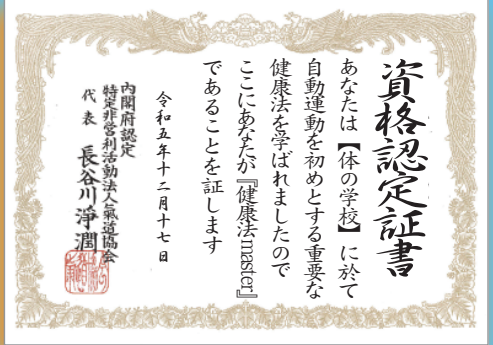 資格認定証書
あなたは【体の学校】に於て
自動運動を初めとする重要な
健康法を学ばれましたので
ここにあなたが『健康法master』
であることを証します
令和五年十二月十七日
内閣府認定
特定非営利活動法人氣道協会
代表 長谷川淨潤